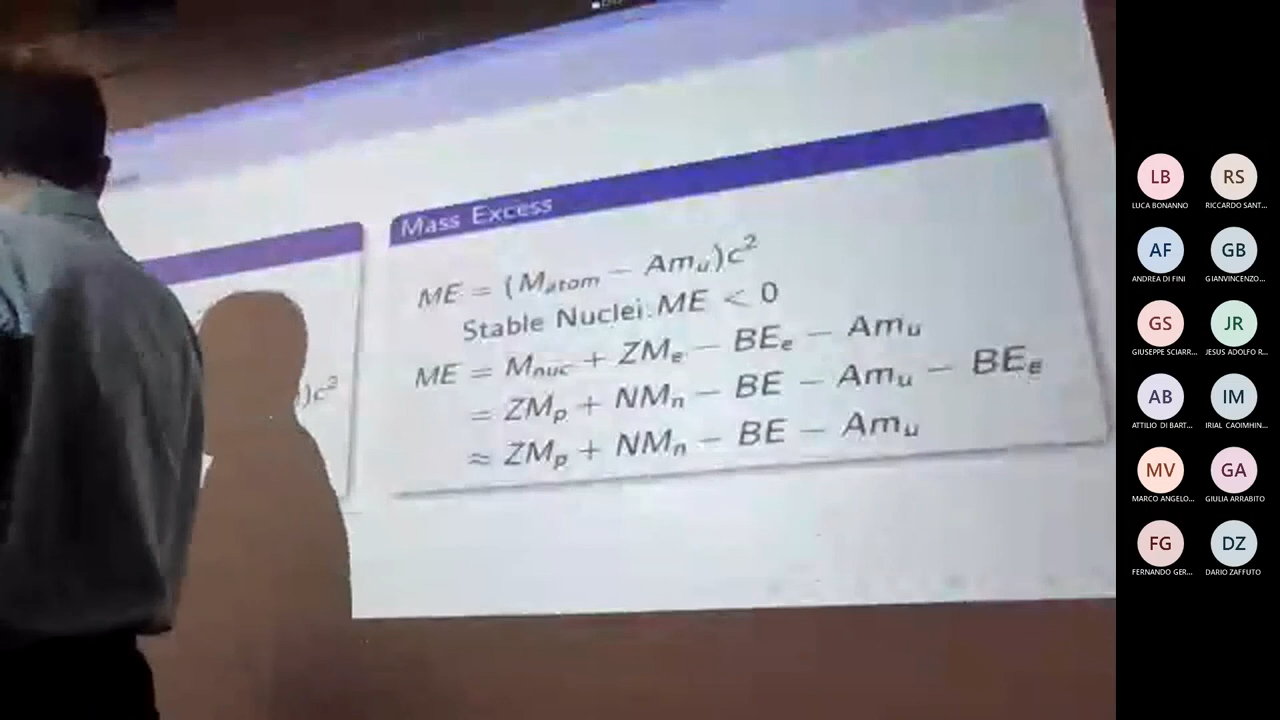 Mass Excess
ME = (M_atom − Am_u)c²
Stable Nuclei: ME < 0
ME = M_nuc + ZM_e − BE_e − Am_u
= ZM_p + NM_n − BE − Am_u − BE_e
≈ ZM_p + NM_n − BE − Am_u
)c²
LB RS
LUCA BONANNO RICCARDO SANT...
AF GB
ANDREA DI FINI GIANVINCENZO...
GS JR
GIUSEPPE SCIARR... JESUS ADOLFO R...
AB IM
ATTILIO DI BART... IRIAL CAOIMHIN...
MV GA
MARCO ANGELO... GIULIA ARRABITO
FG DZ
FERNANDO GER... DARIO ZAFFUTO